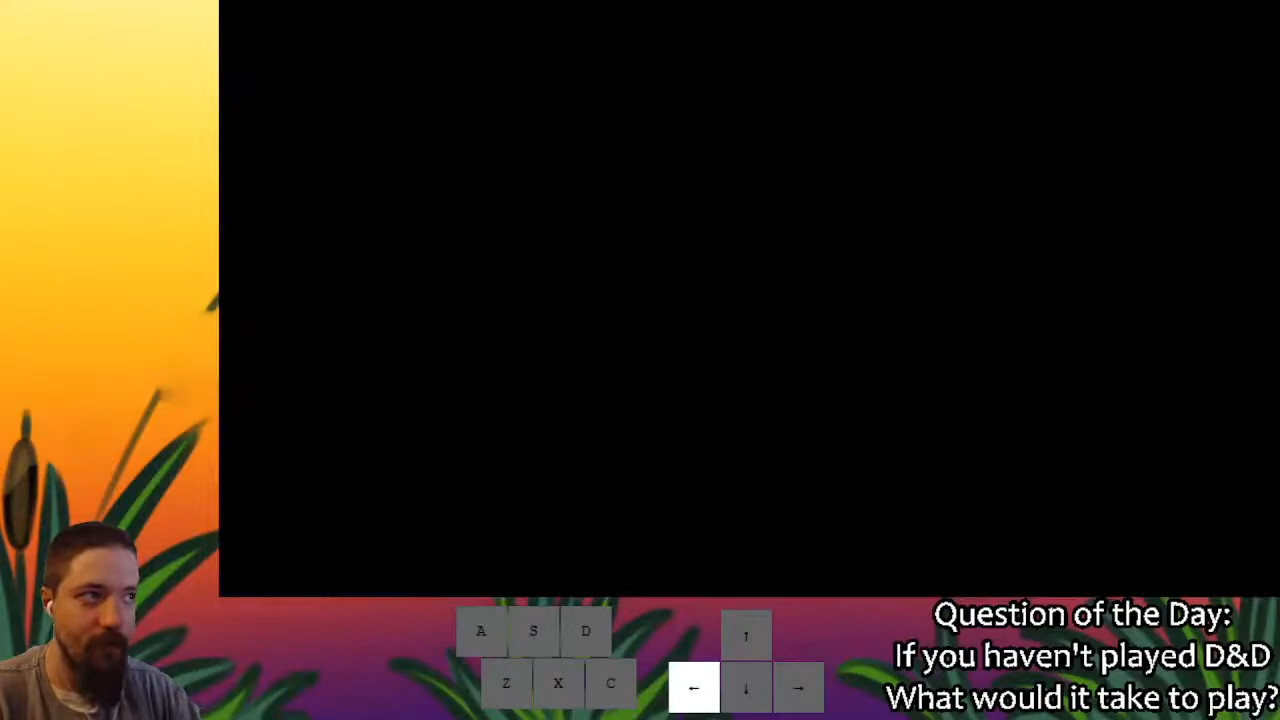 A S D
Z X C
↑
← ↓ →
Question of the Day:
If you haven't played D&D
What would it take to play?